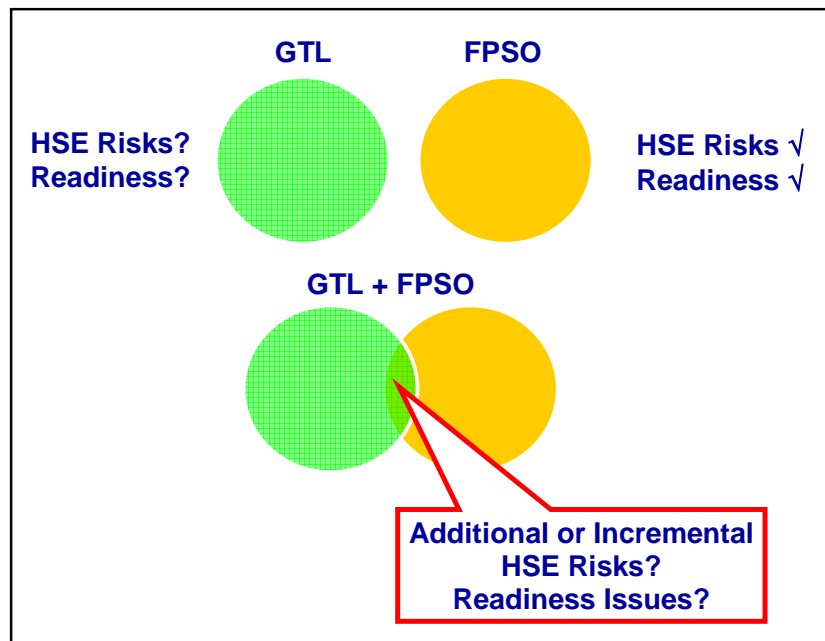 GTL
FPSO
HSE Risks?
Readiness?
HSE Risks √
Readiness √
GTL + FPSO
Additional or Incremental
HSE Risks?
Readiness Issues?